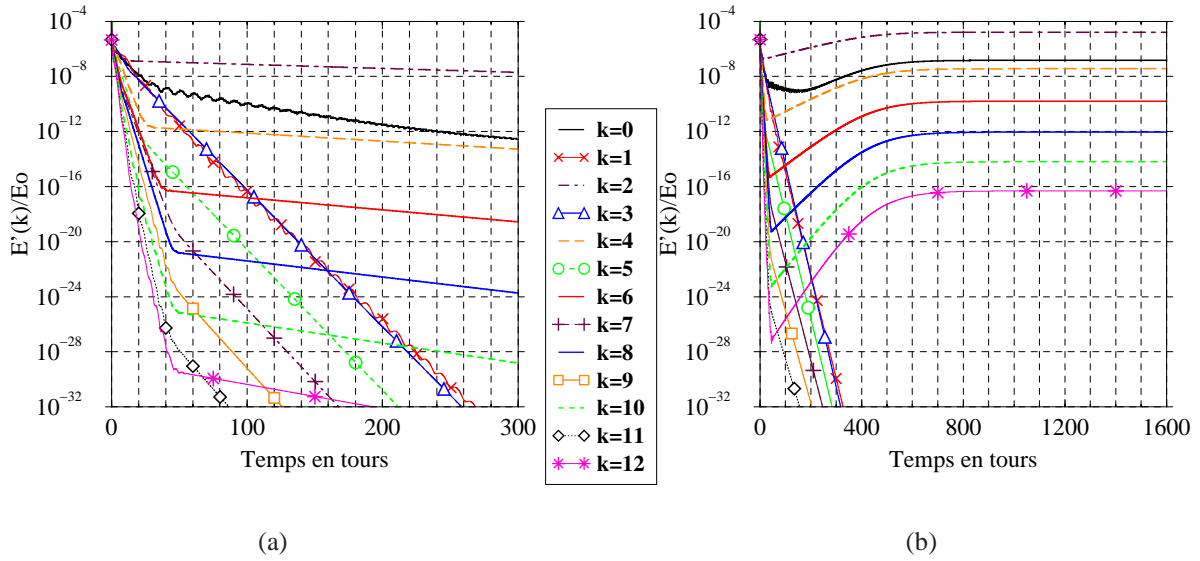 10⁻⁴
10⁻⁸
10⁻¹²
10⁻¹⁶
10⁻²⁰
10⁻²⁴
10⁻²⁸
10⁻³²
E'(k)/Eo
0 100 200 300
Temps en tours
(a)
k=0
k=1
k=2
k=3
k=4
k=5
k=6
k=7
k=8
k=9
k=10
k=11
k=12
10⁻⁴
10⁻⁸
10⁻¹²
10⁻¹⁶
10⁻²⁰
10⁻²⁴
10⁻²⁸
10⁻³²
E'(k)/Eo
0 400 800 1200 1600
Temps en tours
(b)